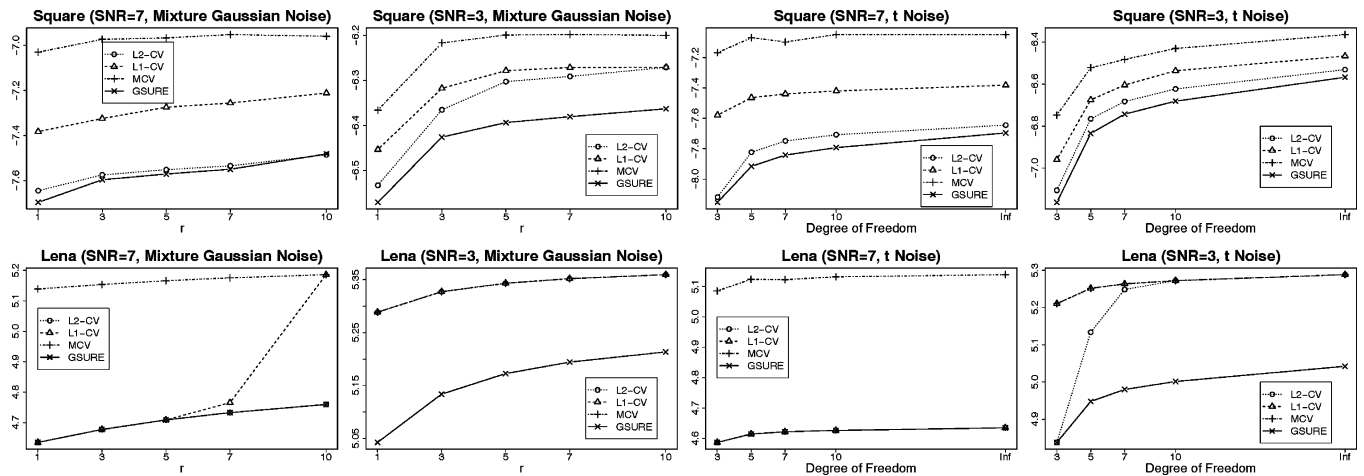 Square (SNR=7, Mixture Gaussian Noise)
-7.0
-7.2
-7.4
-7.6
L2-CV
L1-CV
MCV
GSURE
1 3 5 7 10
r
Square (SNR=3, Mixture Gaussian Noise)
-6.2
-6.3
-6.4
-6.5
L2-CV
L1-CV
MCV
GSURE
1 3 5 7 10
r
Square (SNR=7, t Noise)
-7.2
-7.4
-7.6
-7.8
-8.0
L2-CV
L1-CV
MCV
GSURE
3 5 7 10 Inf
Degree of Freedom
Square (SNR=3, t Noise)
-6.4
-6.6
-6.8
-7.0
L2-CV
L1-CV
MCV
GSURE
3 5 7 10 Inf
Degree of Freedom
Lena (SNR=7, Mixture Gaussian Noise)
5.2
5.1
5.0
4.9
4.8
4.7
L2-CV
L1-CV
MCV
GSURE
1 3 5 7 10
r
Lena (SNR=3, Mixture Gaussian Noise)
5.35
5.25
5.15
5.05
L2-CV
L1-CV
MCV
GSURE
1 3 5 7 10
r
Lena (SNR=7, t Noise)
5.1
5.0
4.9
4.8
4.7
4.6
L2-CV
L1-CV
MCV
GSURE
3 5 7 10 Inf
Degree of Freedom
Lena (SNR=3, t Noise)
5.3
5.2
5.1
5.0
4.9
L2-CV
L1-CV
MCV
GSURE
3 5 7 10 Inf
Degree of Freedom